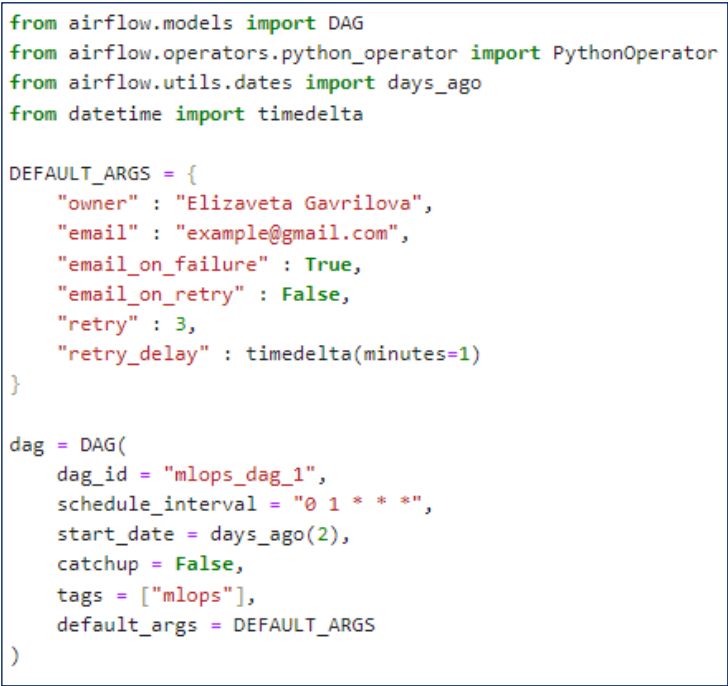 from airflow.models import DAG
from airflow.operators.python_operator import PythonOperator
from airflow.utils.dates import days_ago
from datetime import timedelta

DEFAULT_ARGS = {
    "owner" : "Elizaveta Gavrilova",
    "email" : "example@gmail.com",
    "email_on_failure" : True,
    "email_on_retry" : False,
    "retry" : 3,
    "retry_delay" : timedelta(minutes=1)
}

dag = DAG(
    dag_id = "mlops_dag_1",
    schedule_interval = "0 1 * * *",
    start_date = days_ago(2),
    catchup = False,
    tags = ["mlops"],
    default_args = DEFAULT_ARGS
)